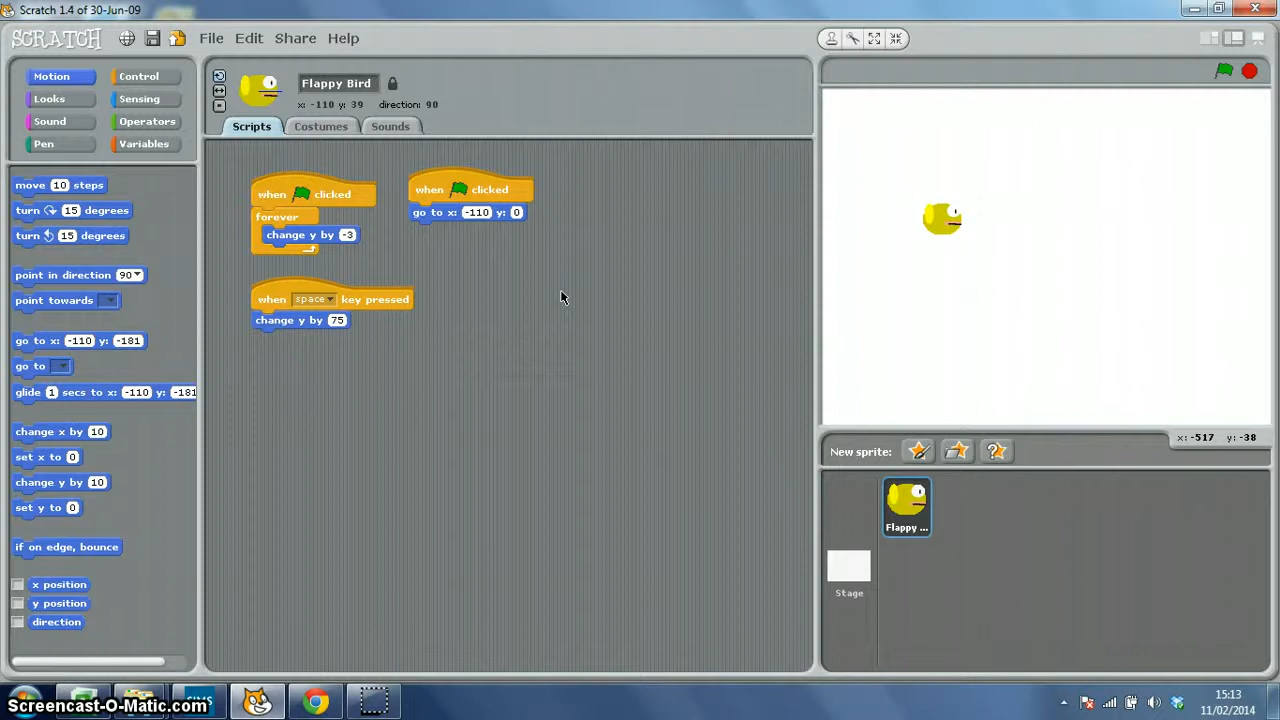 Scratch 1.4 of 30-Jun-09
SCRATCH
File Edit Share Help
Motion Control
Looks Sensing
Sound Operators
Pen Variables
Flappy Bird
x: -110 y: 39 direction: 90
Scripts Costumes Sounds
move 10 steps
turn 15 degrees
turn 15 degrees
point in direction 90
point towards
go to x: -110 y: -181
go to
glide 1 secs to x: -110 y: -181
change x by 10
set x to 0
change y by 10
set y to 0
if on edge, bounce
x position
y position
direction
when clicked
forever
change y by -3
when space key pressed
change y by 75
when clicked
go to x: -110 y: 0
x: -517 y: -38
New sprite:
Flappy ...
Stage
SIMS
Screencast-O-Matic.com
15:13
11/02/2014